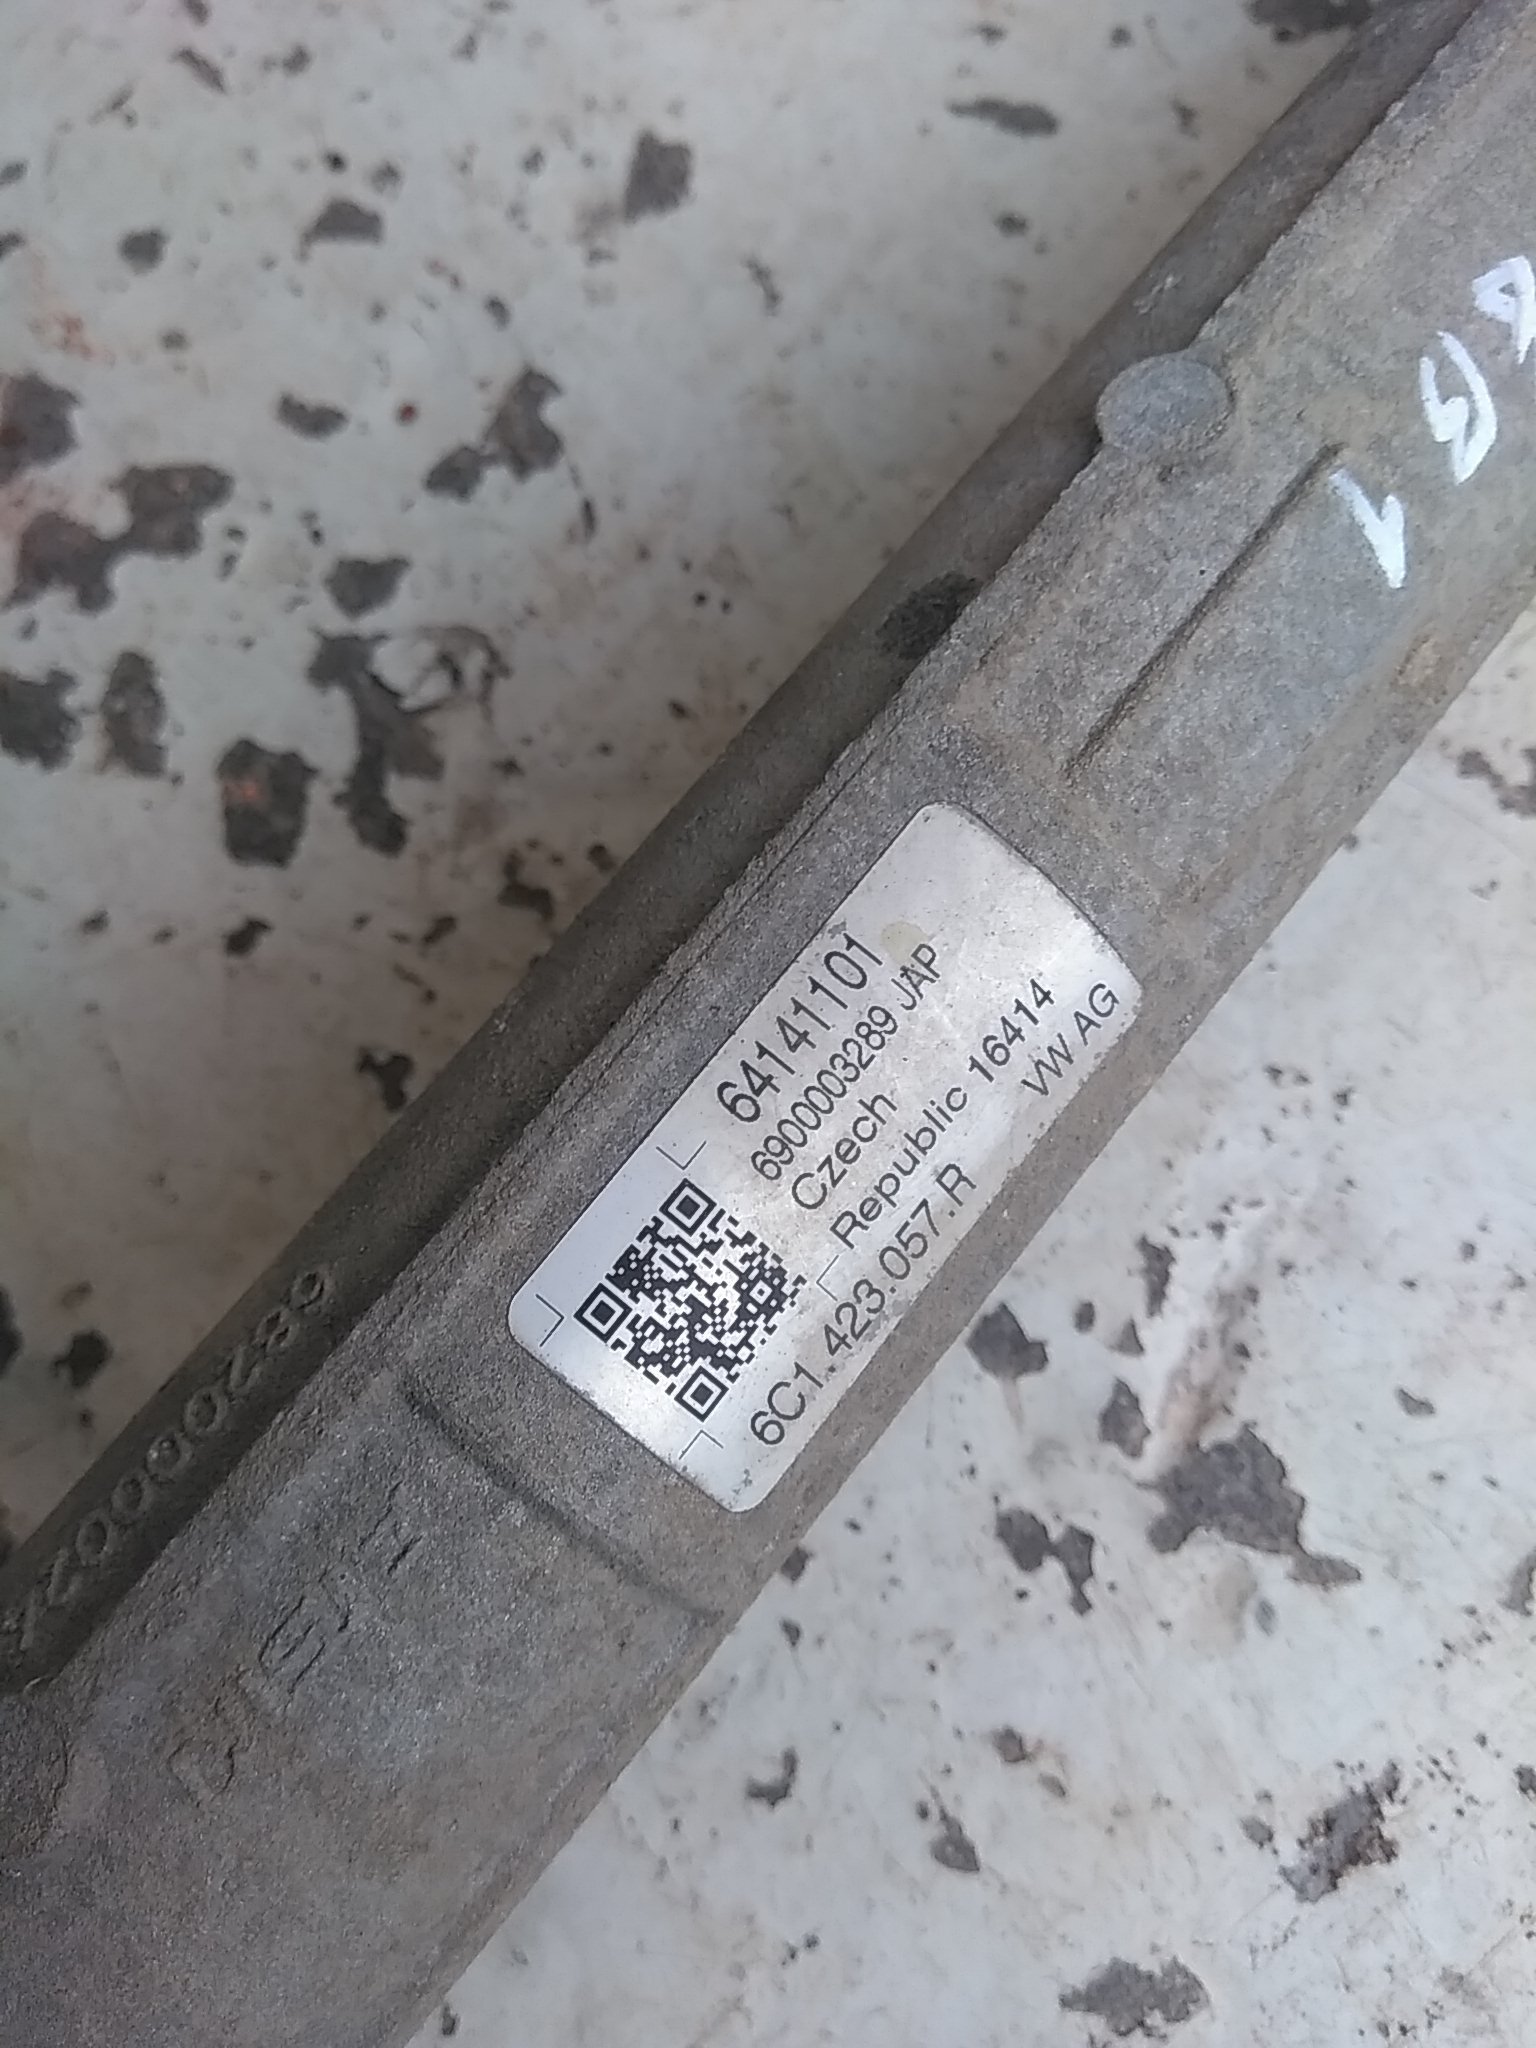 64141101
6900003289 JAP
Czech
Republic 16414
VW AG
6C1.423.057.R